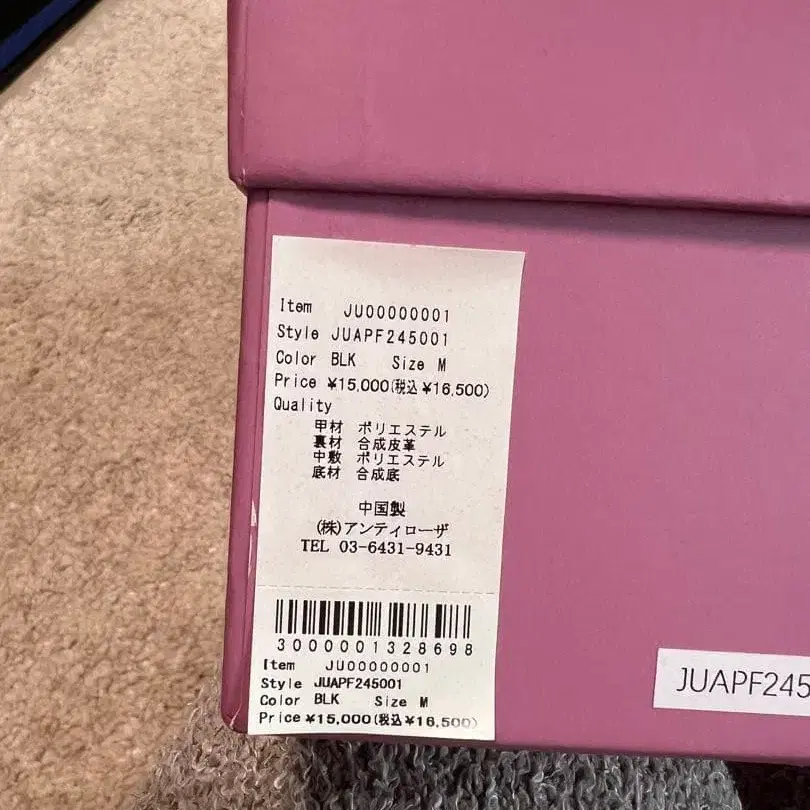 Item JU00000001
Style JUAPF245001
Color BLK Size M
Price ¥15,000(税込¥16,500)
Quality
甲材 ポリエステル
裏材 合成皮革
中敷 ポリエステル
底材 合成底
中国製
(株)アンティローザ
TEL 03-6431-9431
3000001328698
Item JU00000001
Style JUAPF245001
Color BLK Size M
Price ¥15,000(税込¥16,500)
JUAPF245